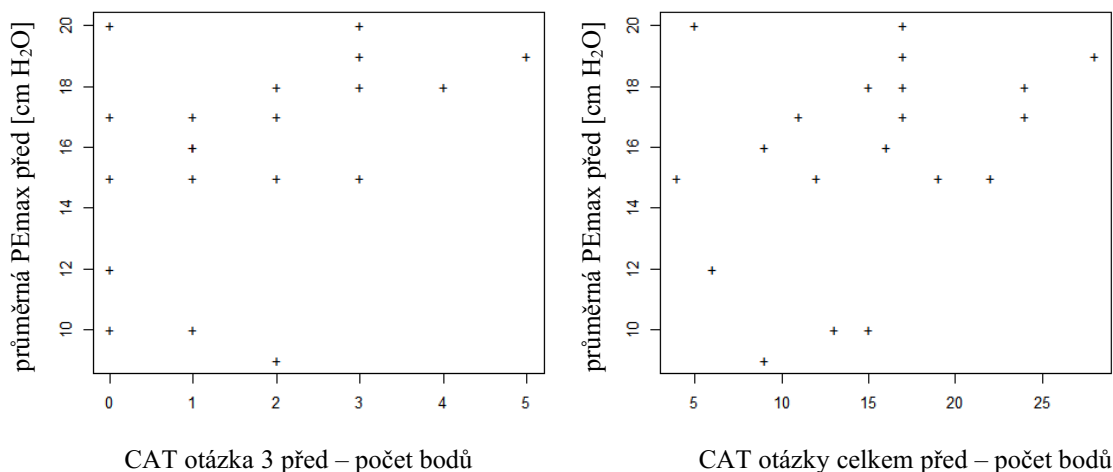 průměrná PEmax před [cm H₂O]
20
18
16
14
12
10
0 1 2 3 4 5
CAT otázka 3 před – počet bodů
průměrná PEmax před [cm H₂O]
20
18
16
14
12
10
5 10 15 20 25
CAT otázky celkem před – počet bodů